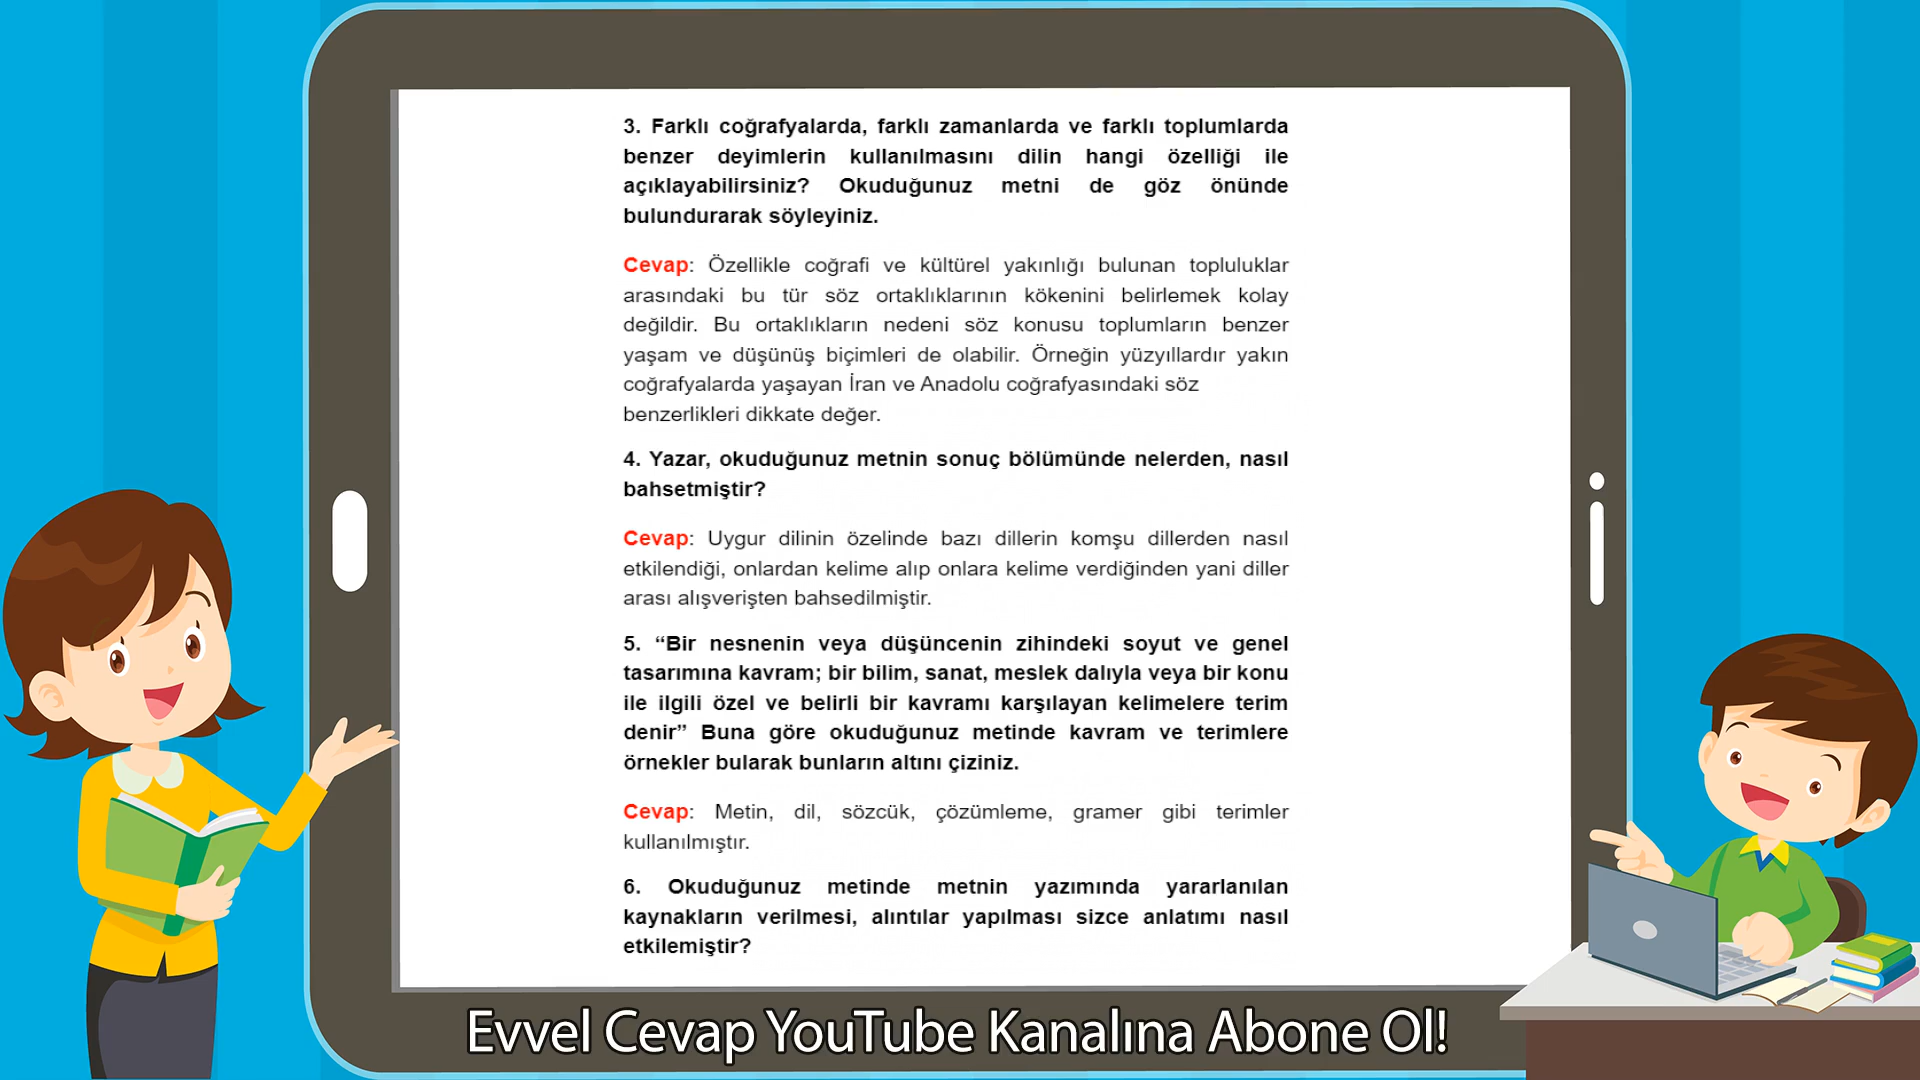 3. Farklı coğrafyalarda, farklı zamanlarda ve farklı toplumlarda
benzer deyimlerin kullanılmasını dilin hangi özelliği ile
açıklayabilirsiniz? Okuduğunuz metni de göz önünde
bulundurarak söyleyiniz.
Cevap: Özellikle coğrafi ve kültürel yakınlığı bulunan topluluklar
arasındaki bu tür söz ortaklıklarının kökenini belirlemek kolay
değildir. Bu ortaklıkların nedeni söz konusu toplumların benzer
yaşam ve düşünüş biçimleri de olabilir. Örneğin yüzyıllardır yakın
coğrafyalarda yaşayan İran ve Anadolu coğrafyasındaki söz
benzerlikleri dikkate değer.
4. Yazar, okuduğunuz metnin sonuç bölümünde nelerden, nasıl
bahsetmiştir?
Cevap: Uygur dilinin özelinde bazı dillerin komşu dillerden nasıl
etkilendiği, onlardan kelime alıp onlara kelime verdiğinden yani diller
arası alışverişten bahsedilmiştir.
5. “Bir nesnenin veya düşüncenin zihindeki soyut ve genel
tasarımına kavram; bir bilim, sanat, meslek dalıyla veya bir konu
ile ilgili özel ve belirli bir kavramı karşılayan kelimelere terim
denir” Buna göre okuduğunuz metinde kavram ve terimlere
örnekler bularak bunların altını çiziniz.
Cevap: Metin, dil, sözcük, çözümleme, gramer gibi terimler
kullanılmıştır.
6. Okuduğunuz metinde metnin yazımında yararlanılan
kaynakların verilmesi, alıntılar yapılması sizce anlatımı nasıl
etkilemiştir?
Evvel Cevap YouTube Kanalına Abone Ol!